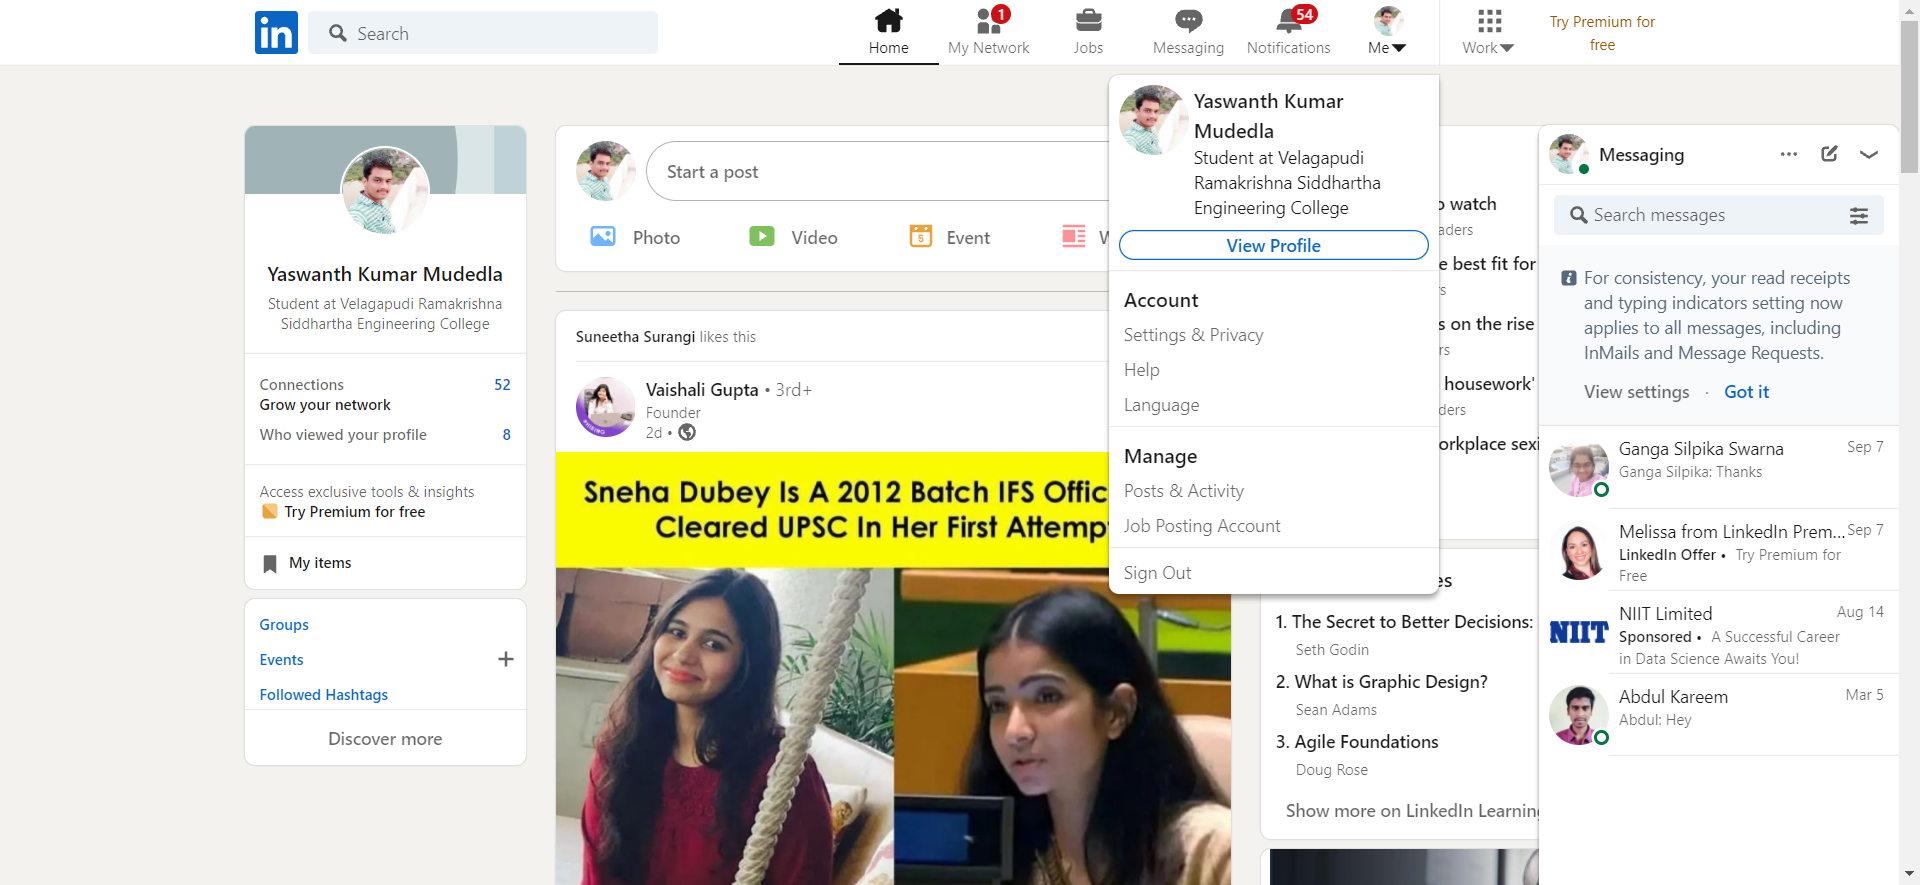 in
Search
Home
1
My Network
Jobs
Messaging
54
Notifications
Me
Work
Try Premium for
free
Yaswanth Kumar Mudedla
Student at Velagapudi Ramakrishna
Siddhartha Engineering College
Connections 52
Grow your network
Who viewed your profile 8
Access exclusive tools & insights
Try Premium for free
My items
Groups
Events
Followed Hashtags
Discover more
Start a post
Photo
Video
5
Event
Suneetha Surangi likes this
Vaishali Gupta • 3rd+
Founder
2d •
Sneha Dubey Is A 2012 Batch IFS Offic
Cleared UPSC In Her First Attemp
Yaswanth Kumar
Mudedla
Student at Velagapudi
Ramakrishna Siddhartha
Engineering College
View Profile
Account
Settings & Privacy
Help
Language
Manage
Posts & Activity
Job Posting Account
Sign Out
watch
aders
e best fit for
s on the rise
housework'
ders
orkplace sexi
es
1. The Secret to Better Decisions:
Seth Godin
2. What is Graphic Design?
Sean Adams
3. Agile Foundations
Doug Rose
Show more on LinkedIn Learning
Messaging
Search messages
For consistency, your read receipts
and typing indicators setting now
applies to all messages, including
InMails and Message Requests.
View settings · Got it
Ganga Silpika Swarna Sep 7
Ganga Silpika: Thanks
Melissa from LinkedIn Prem... Sep 7
LinkedIn Offer • Try Premium for
Free
NIIT
NIIT Limited Aug 14
Sponsored • A Successful Career
in Data Science Awaits You!
Abdul Kareem Mar 5
Abdul: Hey